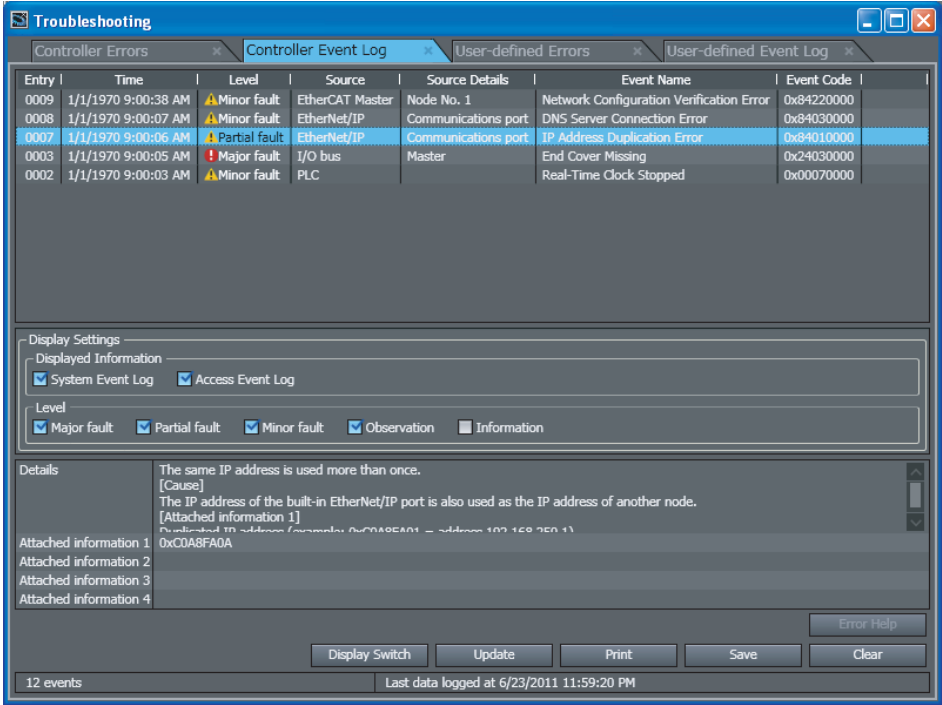 Troubleshooting
Controller Errors × Controller Event Log × User-defined Errors × User-defined Event Log ×
Entry Time Level Source Source Details Event Name Event Code
0009 1/1/1970 9:00:38 AM Minor fault EtherCAT Master Node No. 1 Network Configuration Verification Error 0x84220000
0008 1/1/1970 9:00:07 AM Minor fault EtherNet/IP Communications port DNS Server Connection Error 0x84030000
0007 1/1/1970 9:00:06 AM Partial fault EtherNet/IP Communications port IP Address Duplication Error 0x84010000
0003 1/1/1970 9:00:05 AM Major fault I/O bus Master End Cover Missing 0x24030000
0002 1/1/1970 9:00:03 AM Minor fault PLC Real-Time Clock Stopped 0x00070000
Display Settings
Displayed Information
System Event Log Access Event Log
Level
Major fault Partial fault Minor fault Observation Information
Details The same IP address is used more than once.
[Cause]
The IP address of the built-in EtherNet/IP port is also used as the IP address of another node.
[Attached information 1]
Duplicated IP address (example: 0xC0A8FA01 = address 192.168.250.1)
Attached information 1 0xC0A8FA0A
Attached information 2
Attached information 3
Attached information 4
Error Help
Display Switch Update Print Save Clear
12 events Last data logged at 6/23/2011 11:59:20 PM